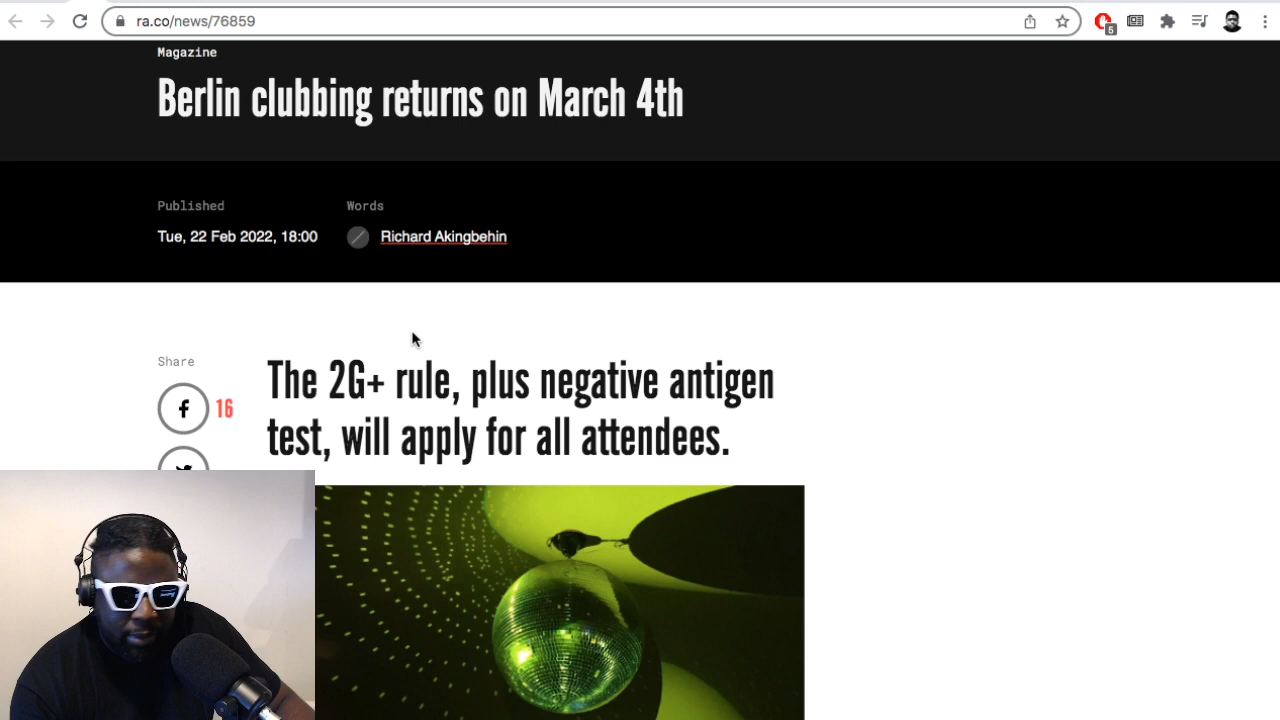 ra.co/news/76859
5
Magazine
Berlin clubbing returns on March 4th
Published
Words
Tue, 22 Feb 2022, 18:00
Richard Akingbehin
Share
16
The 2G+ rule, plus negative antigen
test, will apply for all attendees.